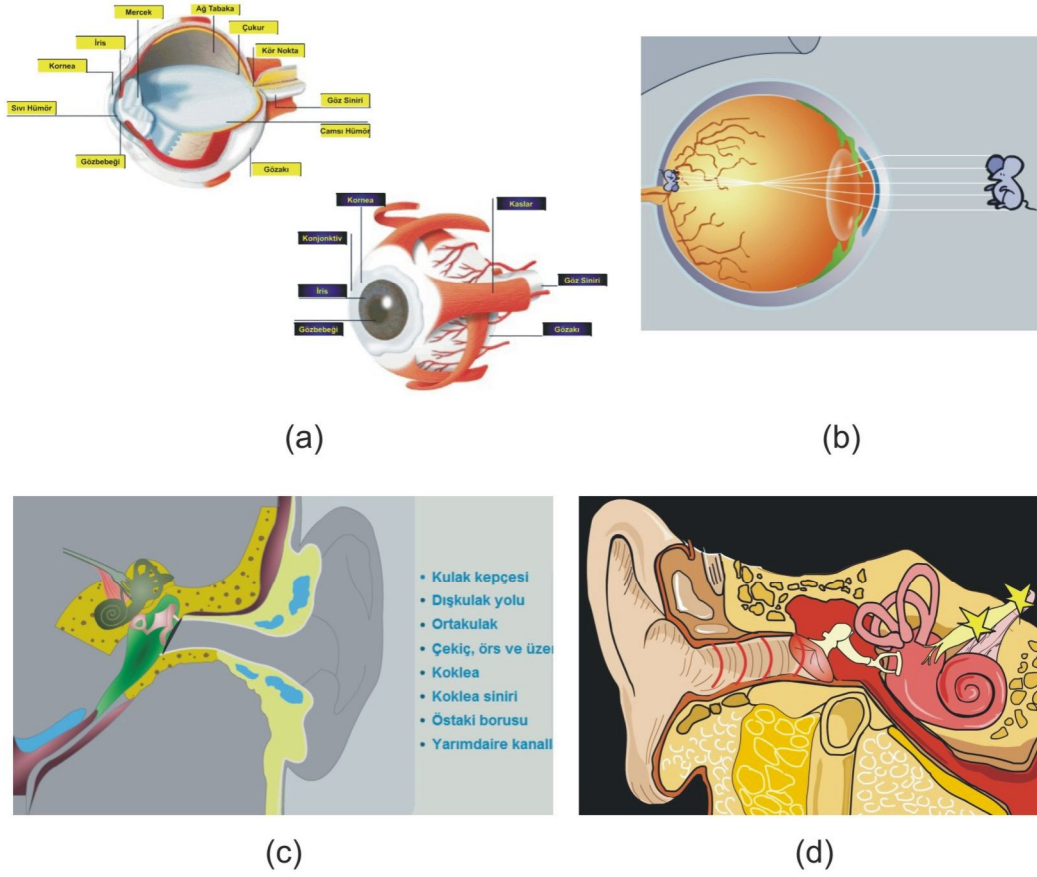 Ağ Tabaka
Mercek
Çukur
İris
Kör Nokta
Kornea
Göz Siniri
Sıvı Hümör
Camsı Hümör
Gözbebeği
Gözakı
Kornea
Kaslar
Konjonktiv
Göz Siniri
İris
Gözbebeği
Gözakı
(a)
(b)
• Kulak kepçesi
• Dışkulak yolu
• Ortakulak
• Çekiç, örs ve üzer
• Koklea
• Koklea siniri
• Östaki borusu
• Yarımdaire kanall
(c)
(d)